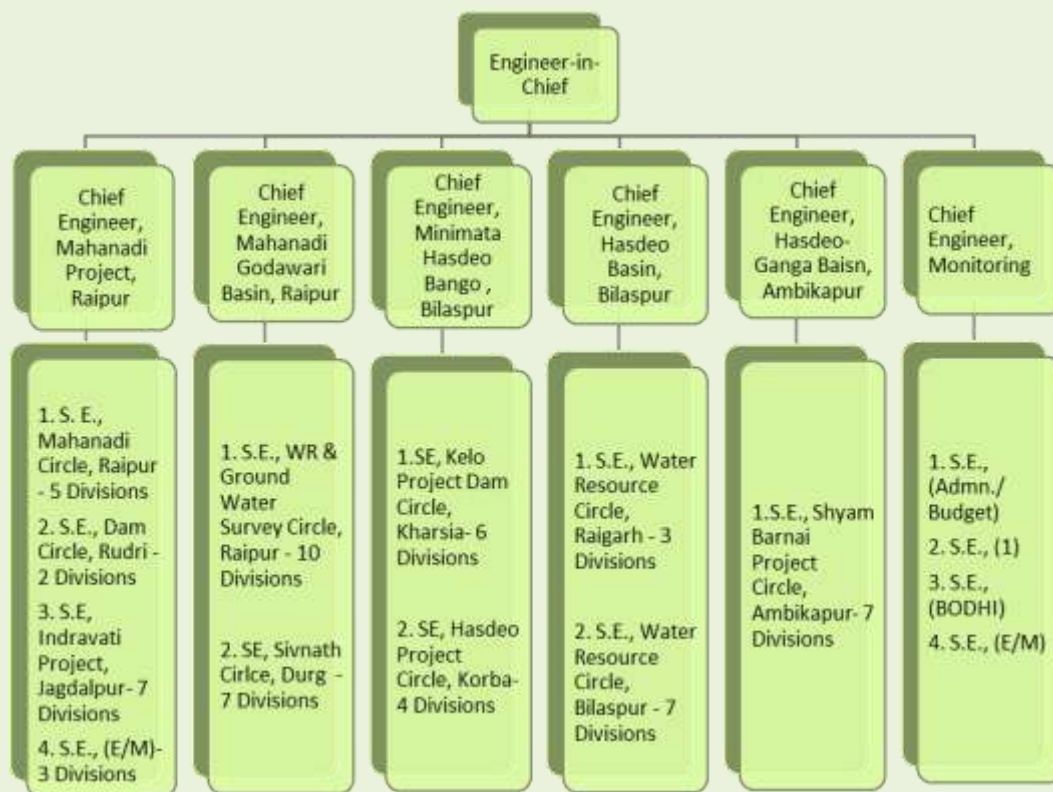 Engineer-in-
Chief
Chief
Engineer,
Mahanadi
Project,
Raipur
Chief
Engineer,
Mahanadi
Godawari
Basin, Raipur
Chief
Engineer,
Minimata
Hasdeo
Bango ,
Bilaspur
Chief
Engineer,
Hasdeo
Basin,
Bilaspur
Chief
Engineer,
Hasdeo-
Ganga Baisn,
Ambikapur
Chief
Engineer,
Monitoring
1. S. E.,
Mahanadi
Circle, Raipur
- 5 Divisions
2. S.E., Dam
Circle, Rudri -
2 Divisions
3. S.E,
Indravati
Project,
Jagdalpur- 7
Divisions
4. S.E., (E/M)-
3 Divisions
1. S.E., WR &
Ground
Water
Survey Circle,
Raipur - 10
Divisions
2. SE, Sivnath
Cirlce, Durg -
7 Divisions
1.SE, Kelo
Project Dam
Circle,
Kharsia- 6
Divisions
2. SE, Hasdeo
Project
Circle, Korba-
4 Divisions
1. S.E., Water
Resource
Circle,
Raigarh - 3
Divisions
2. S.E., Water
Resource
Circle,
Bilaspur - 7
Divisions
1.S.E., Shyam
Barnai
Project
Circle,
Ambikapur- 7
Divisions
1. S.E.,
(Admn./
Budget)
2. S.E., (1)
3. S.E.,
(BODHI)
4. S.E., (E/M)